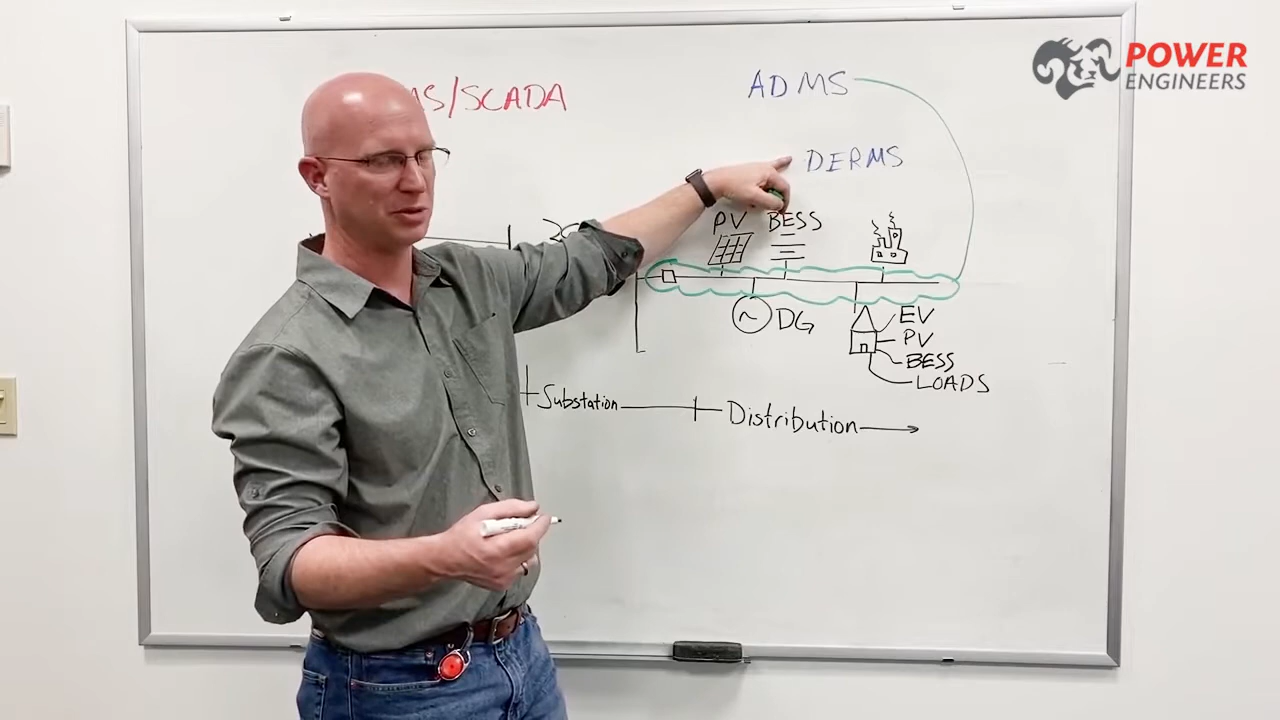 POWER
ENGINEERS
MS/SCADA
ADMS
DERMS
PV
BESS
DG
EV
PV
BESS
LOADS
Substation
Distribution